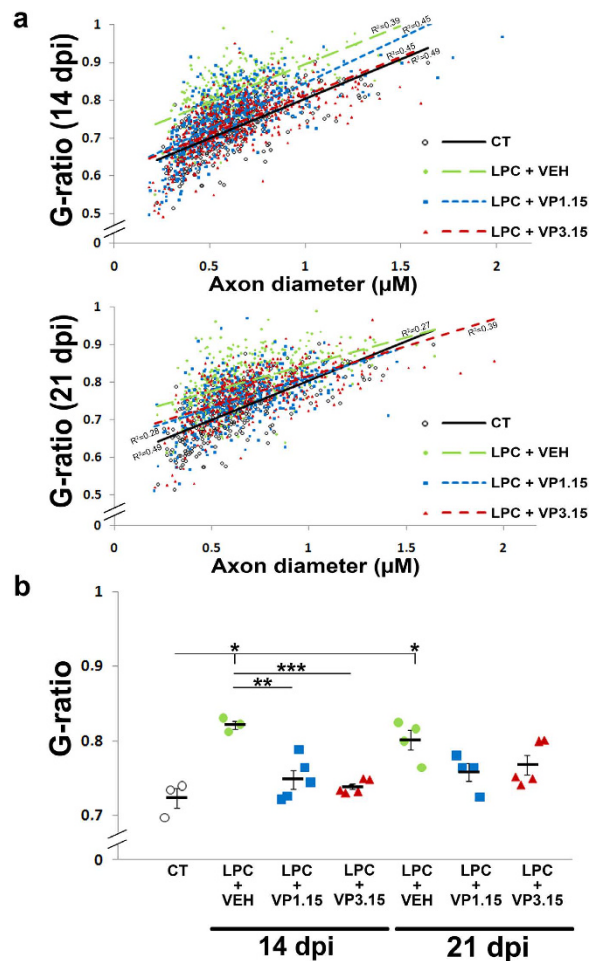 a
G-ratio (14 dpi)
1
0.9
0.8
0.7
0.6
0.5
0
R²=0.39
R²=0.45
R²=0.45
R²=0.49
CT
LPC + VEH
LPC + VP1.15
LPC + VP3.15
0
0.5
1
1.5
2
Axon diameter (µM)
G-ratio (21 dpi)
1
0.9
0.8
0.7
0.6
0.5
0
R²=0.27
R²=0.39
R²=0.28
R²=0.49
CT
LPC + VEH
LPC + VP1.15
LPC + VP3.15
0
0.5
1
1.5
2
Axon diameter (µM)
b
G-ratio
1
0.9
0.8
0.7
0
*
*
***
**
CT
LPC
+
VEH
LPC
+
VP1.15
LPC
+
VP3.15
LPC
+
VEH
LPC
+
VP1.15
LPC
+
VP3.15
14 dpi
21 dpi